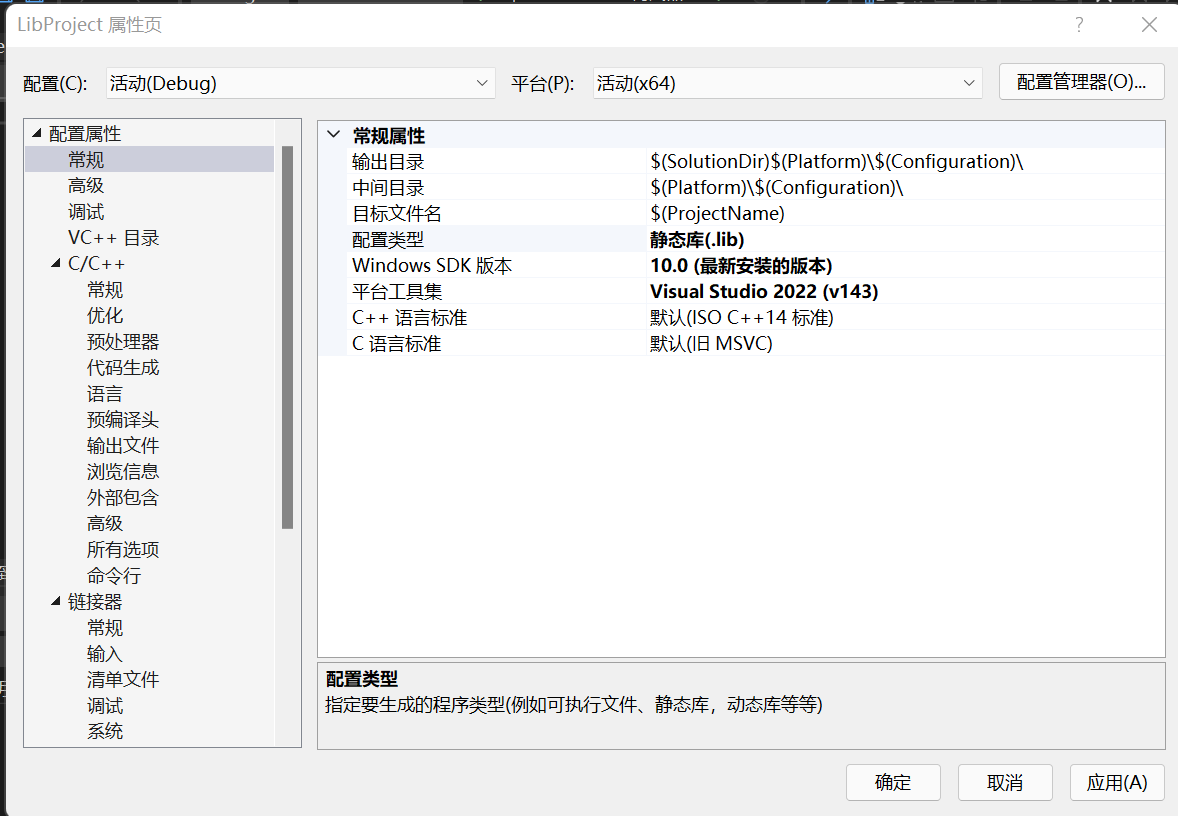 LibProject 属性页
?
配置(C): 活动(Debug) 平台(P): 活动(x64) 配置管理器(O)...
配置属性
常规
高级
调试
VC++ 目录
C/C++
常规
优化
预处理器
代码生成
语言
预编译头
输出文件
浏览信息
外部包含
高级
所有选项
命令行
链接器
常规
输入
清单文件
调试
系统
常规属性
输出目录 $(SolutionDir)$(Platform)\$(Configuration)\
中间目录 $(Platform)\$(Configuration)\
目标文件名 $(ProjectName)
配置类型 静态库(.lib)
Windows SDK 版本 10.0 (最新安装的版本)
平台工具集 Visual Studio 2022 (v143)
C++ 语言标准 默认(ISO C++14 标准)
C 语言标准 默认(旧 MSVC)
配置类型
指定要生成的程序类型(例如可执行文件、静态库，动态库等等)
确定 取消 应用(A)